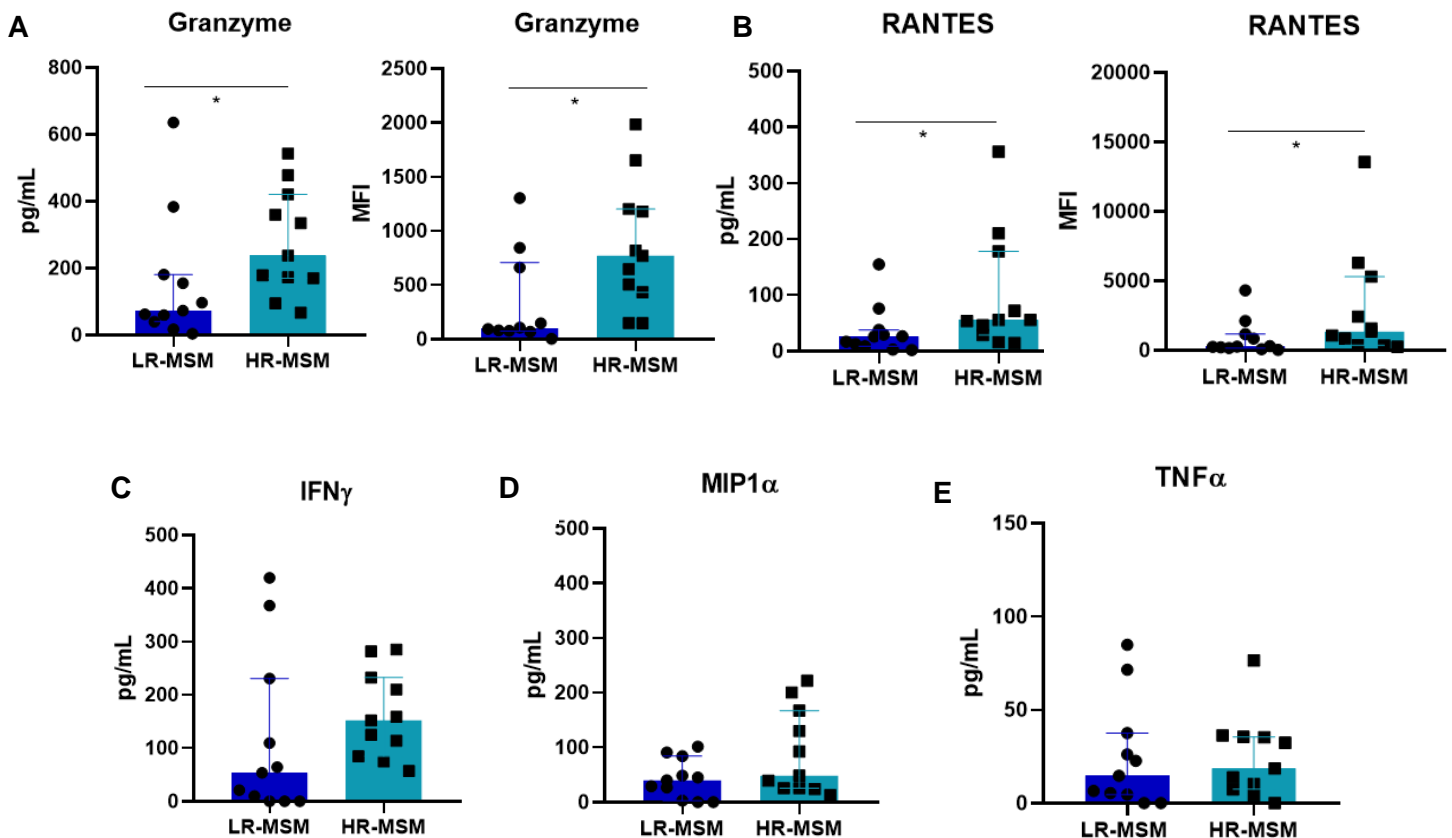 A
Granzyme
pg/mL
800
600
400
200
0
*
LR-MSM HR-MSM
Granzyme
MFI
2500
2000
1500
1000
500
0
*
LR-MSM HR-MSM
B
RANTES
pg/mL
500
400
300
200
100
0
*
LR-MSM HR-MSM
RANTES
MFI
20000
15000
10000
5000
0
*
LR-MSM HR-MSM
C
IFNγ
pg/mL
500
400
300
200
100
0
LR-MSM HR-MSM
D
MIP1α
pg/mL
500
400
300
200
100
0
LR-MSM HR-MSM
E
TNFα
pg/mL
150
100
50
0
LR-MSM HR-MSM